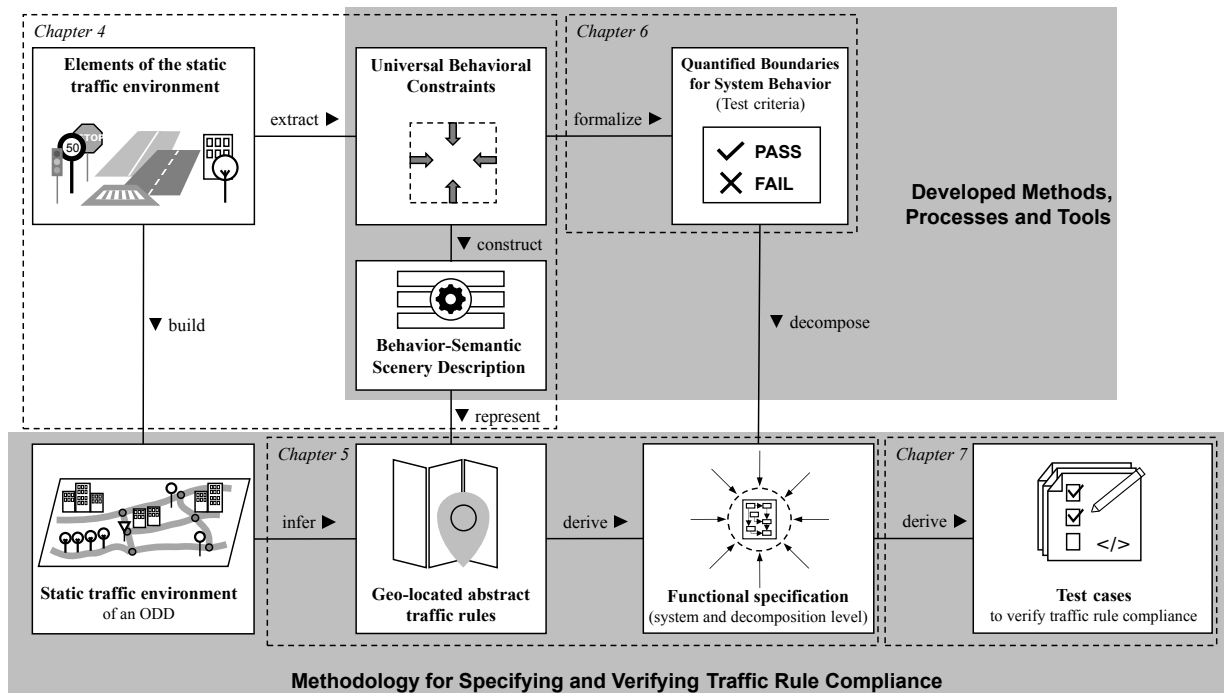 Chapter 4
Elements of the static
traffic environment
STOP
50
extract ►
Universal Behavioral
Constraints
formalize ►
Chapter 6
Quantified Boundaries
for System Behavior
(Test criteria)
PASS
FAIL
Developed Methods,
Processes and Tools
▼ construct
▼ build
Behavior-Semantic
Scenery Description
▼ decompose
▼ represent
Static traffic environment
of an ODD
Chapter 5
infer ►
Geo-located abstract
traffic rules
derive ►
Functional specification
(system and decomposition level)
Chapter 7
derive ►
</>
Test cases
to verify traffic rule compliance
Methodology for Specifying and Verifying Traffic Rule Compliance